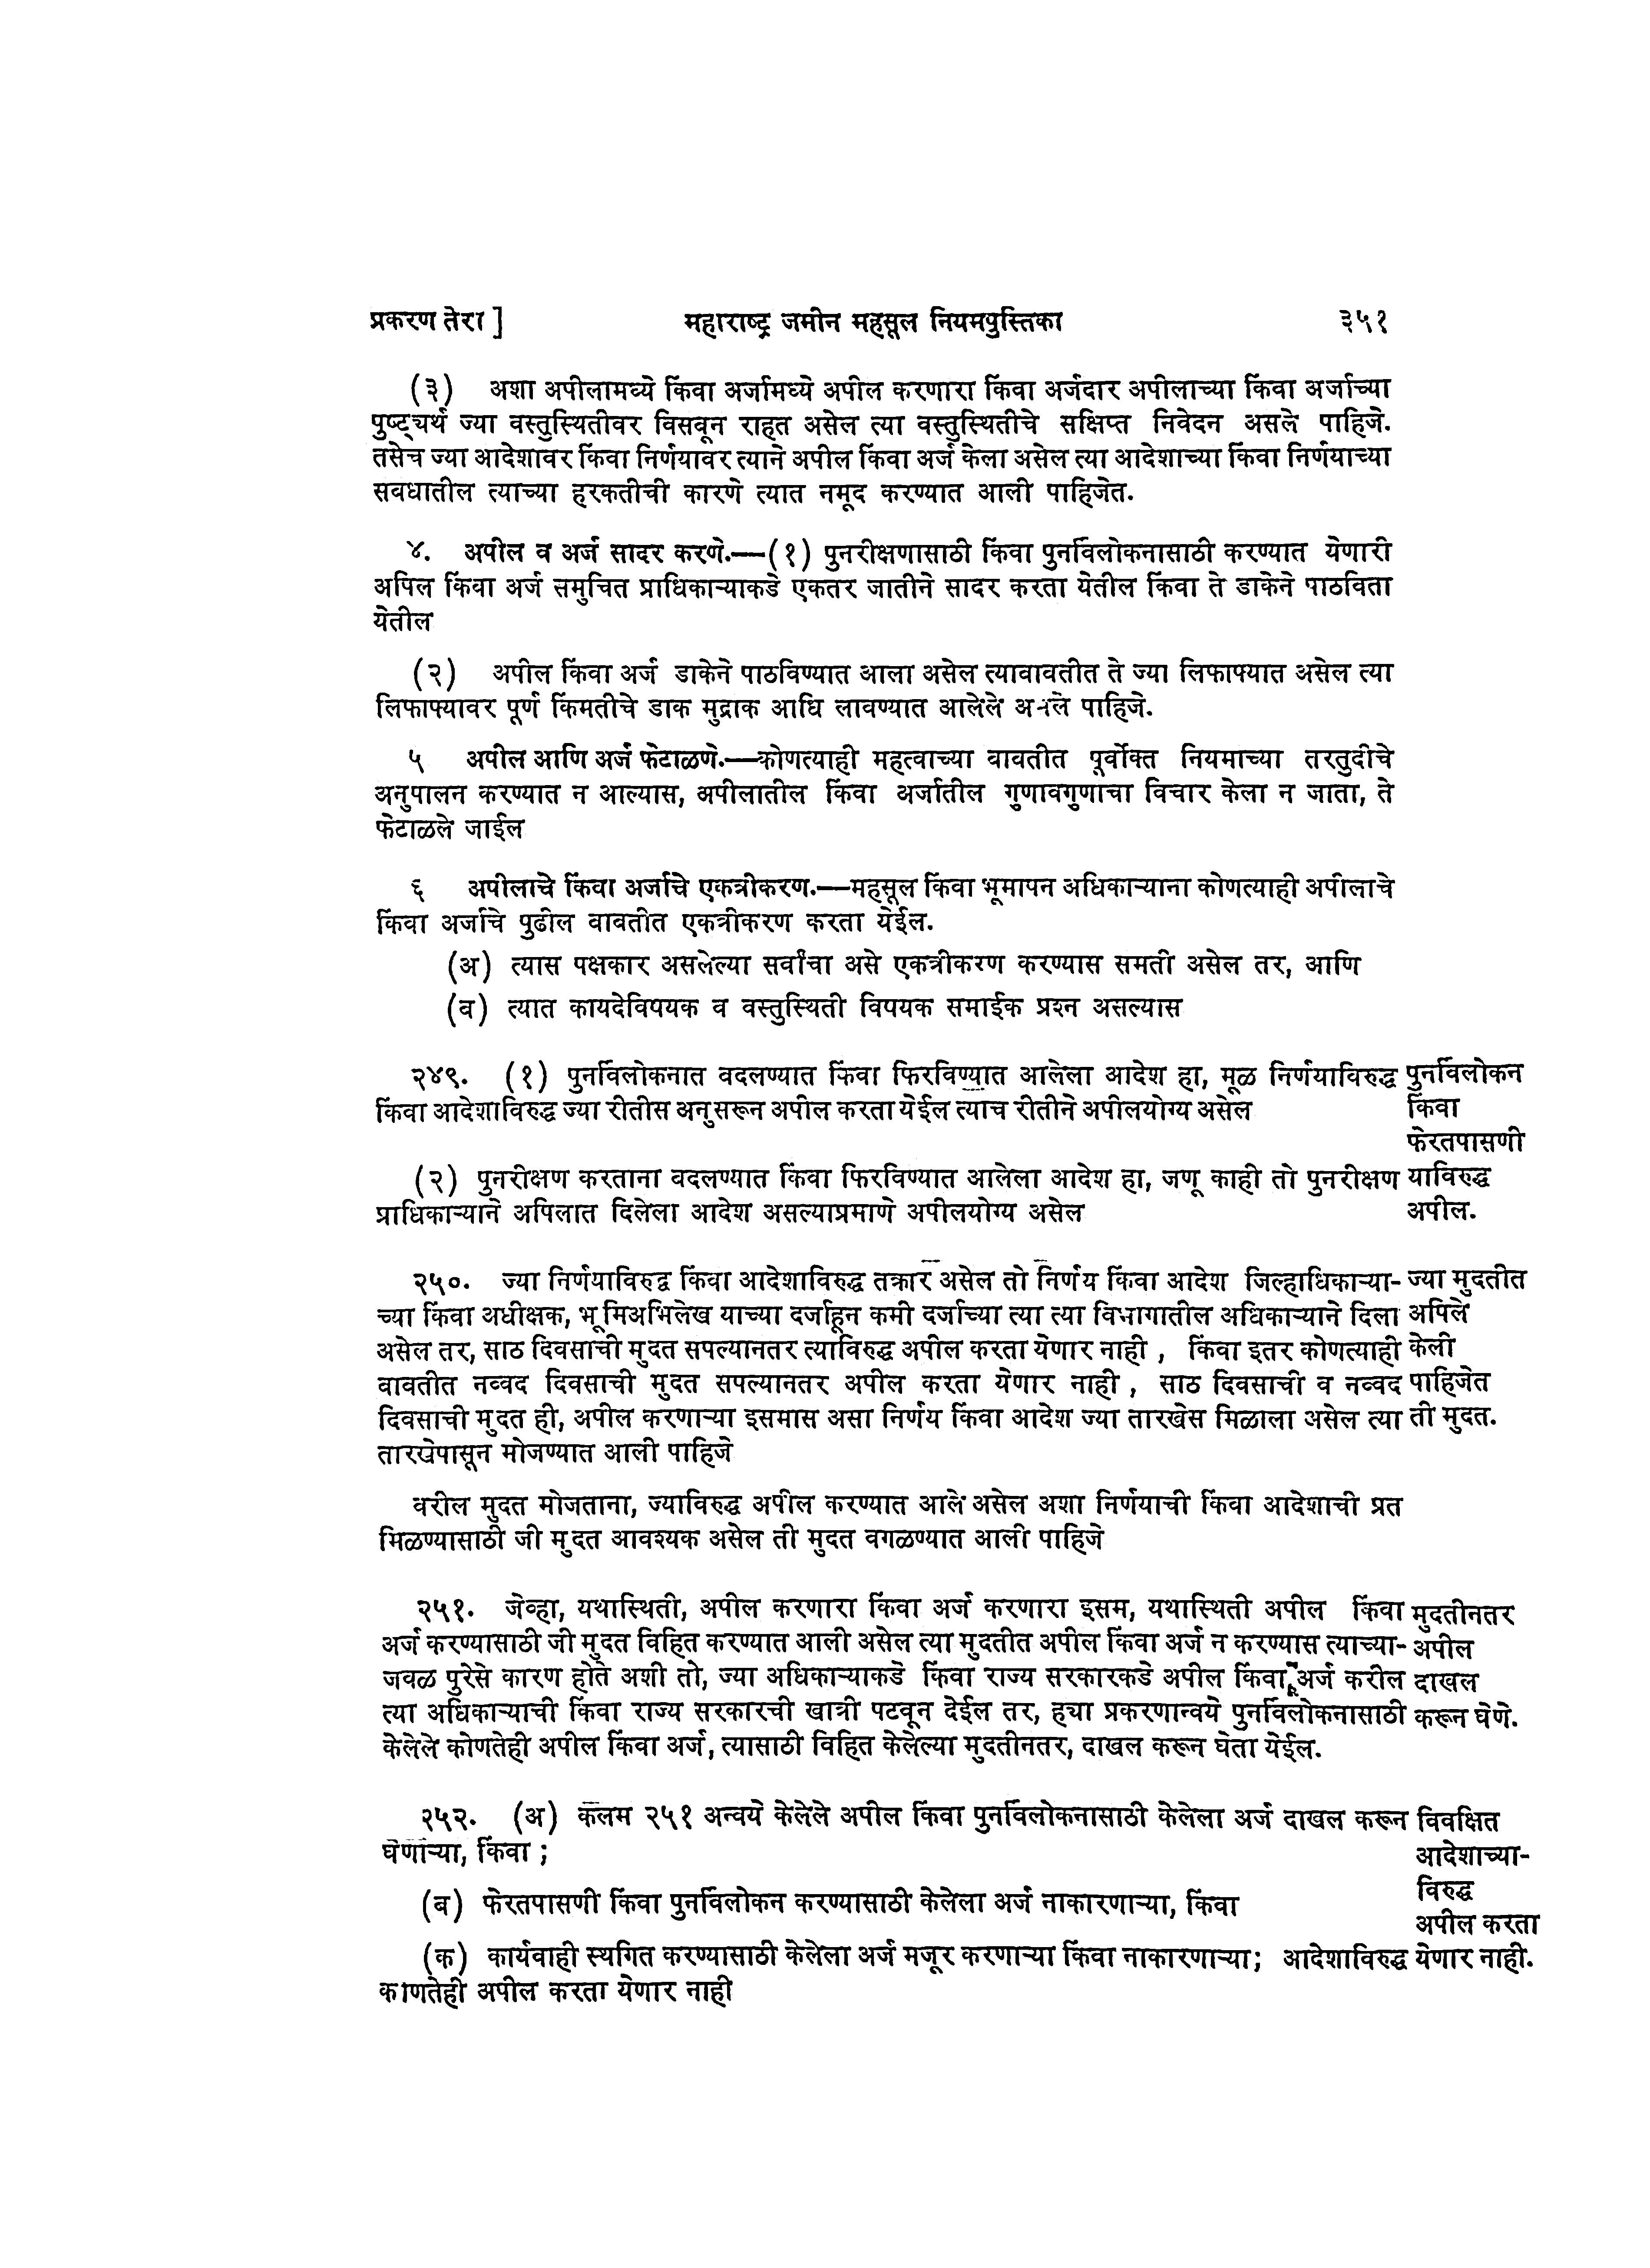 प्रकरण तेरा ] महाराष्ट्र जमीन महसूल नियमपुस्तिका ३५१
(३) अशा अपीलामध्ये किंवा अर्जामध्ये अपील करणारा किंवा अर्जदार अपीलाच्या किंवा अर्जाच्या
पुष्ट्यर्थ ज्या वस्तुस्थितीवर विसवून राहत असेल त्या वस्तुस्थितीचे सक्षिप्त निवेदन असले पाहिजे.
तसेच ज्या आदेशावर किंवा निर्णयावर त्याने अपील किंवा अर्ज केला असेल त्या आदेशाच्या किंवा निर्णयाच्या
सवधातील त्याच्या हरकतीची कारणे त्यात नमूद करण्यात आली पाहिजेत.
४. अपील व अर्ज सादर करणे.—(१) पुनरीक्षणासाठी किंवा पुनर्विलोकनासाठी करण्यात येणारी
अपिल किंवा अर्ज समुचित प्राधिकाऱ्याकडे एकतर जातीने सादर करता येतील किंवा ते डाकेने पाठविता
येतील
(२) अपील किंवा अर्ज डाकेने पाठविण्यात आला असेल त्यावावतीत ते ज्या लिफाफ्यात असेल त्या
लिफाफ्यावर पूर्ण किंमतीचे डाक मुद्राक आधि लावण्यात आलेले असले पाहिजे.
५ अपील आणि अर्ज फेटाळणे.—कोणत्याही महत्वाच्या वावतीत पूर्वोक्त नियमाच्या तरतुदीचे
अनुपालन करण्यात न आल्यास, अपीलातील किंवा अर्जातील गुणावगुणाचा विचार केला न जाता, ते
फेटाळले जाईल
६ अपीलाचे किंवा अर्जाचे एकत्रीकरण.—महसूल किंवा भूमापन अधिकाऱ्याना कोणत्याही अपीलाचे
किंवा अर्जाचे पुढील वावतीत एकत्रीकरण करता येईल.
(अ) त्यास पक्षकार असलेल्या सर्वांचा असे एकत्रीकरण करण्यास समती असेल तर, आणि
(व) त्यात कायदेविषयक व वस्तुस्थिती विषयक समाईक प्रश्न असल्यास
२४९. (१) पुनर्विलोकनात वदलण्यात किंवा फिरविण्यात आलेला आदेश हा, मूळ निर्णयाविरुद्ध
किंवा आदेशाविरुद्ध ज्या रीतीस अनुसरून अपील करता येईल त्याच रीतीने अपीलयोग्य असेल
पुनर्विलोकन
किंवा
फेरतपासणी
याविरुद्ध
अपील.
(२) पुनरीक्षण करताना वदलण्यात किंवा फिरविण्यात आलेला आदेश हा, जणू काही तो पुनरीक्षण
प्राधिकाऱ्याने अपिलात दिलेला आदेश असल्याप्रमाणे अपीलयोग्य असेल
२५०. ज्या निर्णयाविरुद्ध किंवा आदेशाविरुद्ध तक्रार असेल तो निर्णय किंवा आदेश जिल्हाधिकाऱ्या-
च्या किंवा अधीक्षक, भूमिअभिलेख याच्या दर्जाहून कमी दर्जाच्या त्या त्या विभागातील अधिकाऱ्याने दिला
असेल तर, साठ दिवसाची मुदत सपल्यानतर त्याविरुद्ध अपील करता येणार नाही , किंवा इतर कोणत्याही
वावतीत नव्वद दिवसाची मुदत सपल्यानतर अपील करता येणार नाही , साठ दिवसाची व नव्वद
दिवसाची मुदत ही, अपील करणाऱ्या इसमास असा निर्णय किंवा आदेश ज्या तारखेस मिळाला असेल त्या
तारखेपासून मोजण्यात आली पाहिजे
ज्या मुदतीत
अपिले
केली
पाहिजेत
ती मुदत.
वरील मुदत मोजताना, ज्याविरुद्ध अपील करण्यात आले असेल अशा निर्णयाची किंवा आदेशाची प्रत
मिळण्यासाठी जी मुदत आवश्यक असेल ती मुदत वगळण्यात आली पाहिजे
२५१. जेव्हा, यथास्थिती, अपील करणारा किंवा अर्ज करणारा इसम, यथास्थिती अपील किंवा
अर्ज करण्यासाठी जी मुदत विहित करण्यात आली असेल त्या मुदतीत अपील किंवा अर्ज न करण्यास त्याच्या-
जवळ पुरेसे कारण होते अशी तो, ज्या अधिकाऱ्याकडे किंवा राज्य सरकारकडे अपील किंवा अर्ज करील
त्या अधिकाऱ्याची किंवा राज्य सरकारची खात्री पटवून देईल तर, ह्या प्रकरणान्वये पुनर्विलोकनासाठी
केलेले कोणतेही अपील किंवा अर्ज, त्यासाठी विहित केलेल्या मुदतीनतर, दाखल करून घेता येईल.
मुदतीनतर
अपील
दाखल
करून घेणे.
२५२. (अ) कलम २५१ अन्वये केलेले अपील किंवा पुनर्विलोकनासाठी केलेला अर्ज दाखल करून
घेणाऱ्या, किंवा ;
(व) फेरतपासणी किंवा पुनर्विलोकन करण्यासाठी केलेला अर्ज नाकारणाऱ्या, किंवा
(क) कार्यवाही स्थगित करण्यासाठी केलेला अर्ज मजूर करणाऱ्या किंवा नाकारणाऱ्या; आदेशाविरुद्ध
कोणतेही अपील करता येणार नाही
विवक्षित
आदेशाच्या-
विरुद्ध
अपील करता
येणार नाही.